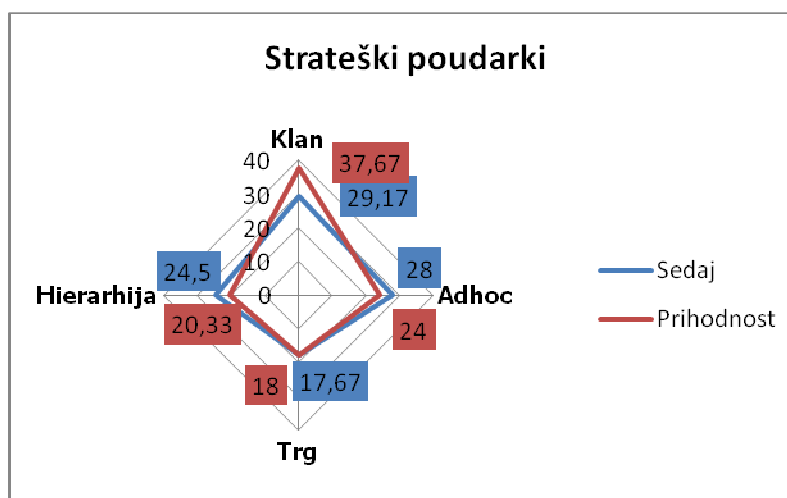 Strateški poudarki
Klan
40
37,67
30
29,17
20
24,5
28
10
Hierarhija
0
Adhoc
20,33
24
18
17,67
Trg
Sedaj
Prihodnost